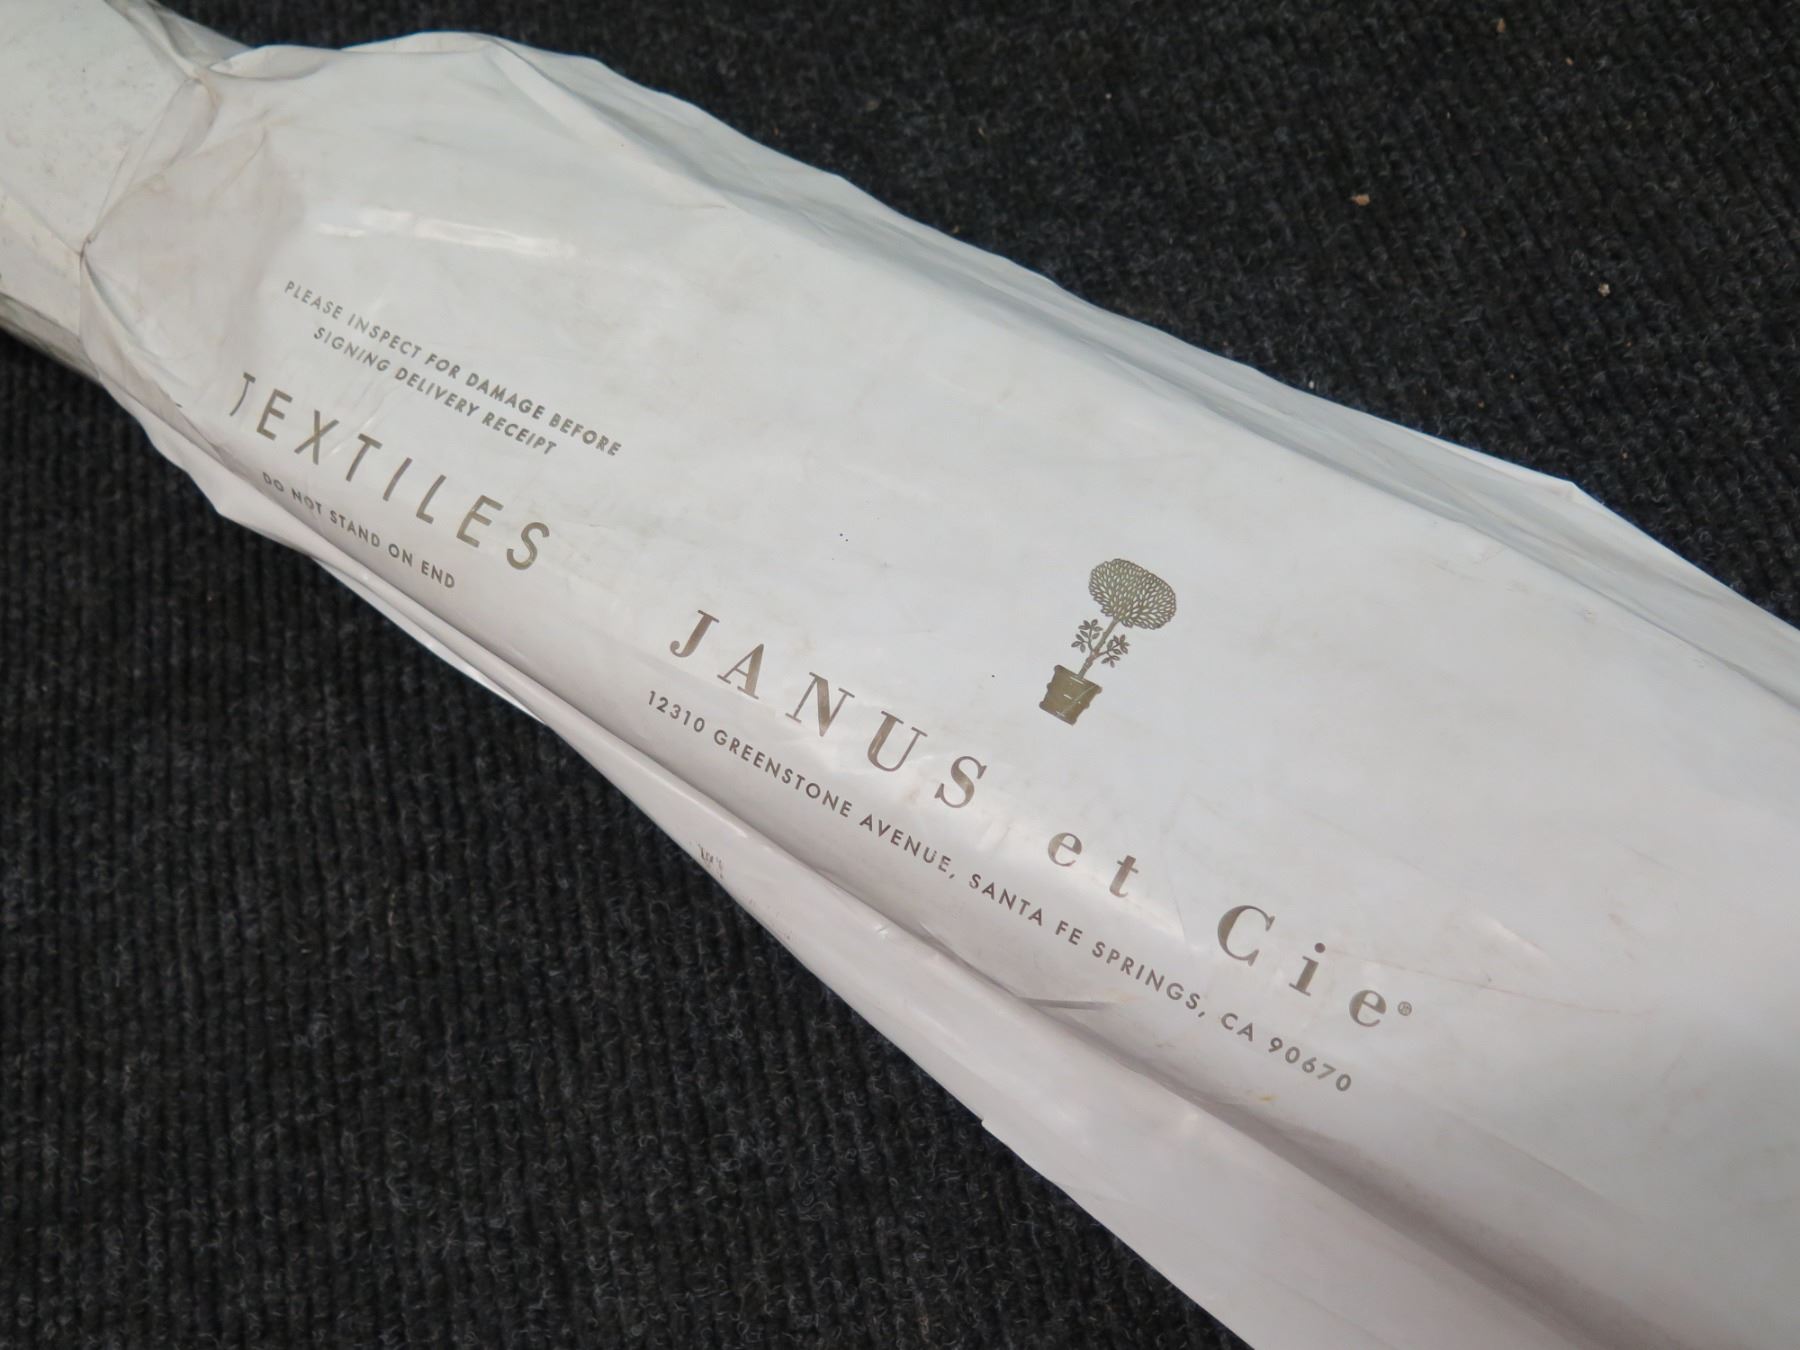 PLEASE INSPECT FOR DAMAGE BEFORE
SIGNING DELIVERY RECEIPT
TEXTILES
DO NOT STAND ON END
JANUS et Cie®
12310 GREENSTONE AVENUE, SANTA FE SPRINGS, CA 90670